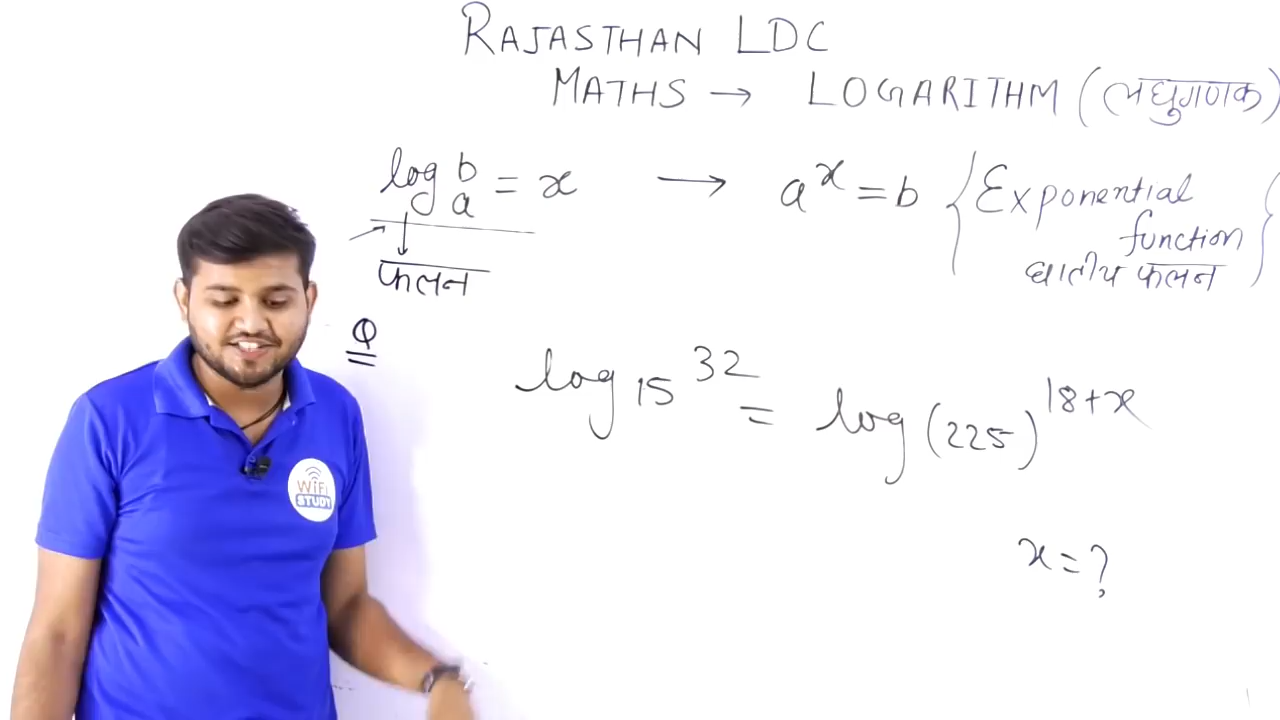 RAJASTHAN LDC
MATHS → LOGARITHM (लघुगणक)
log b a = x → a^x = b { Exponential
function
घातीय फलन }
फलन
Q
log 15^32 = log (225)^18+x
x = ?
WiFi
STUDY